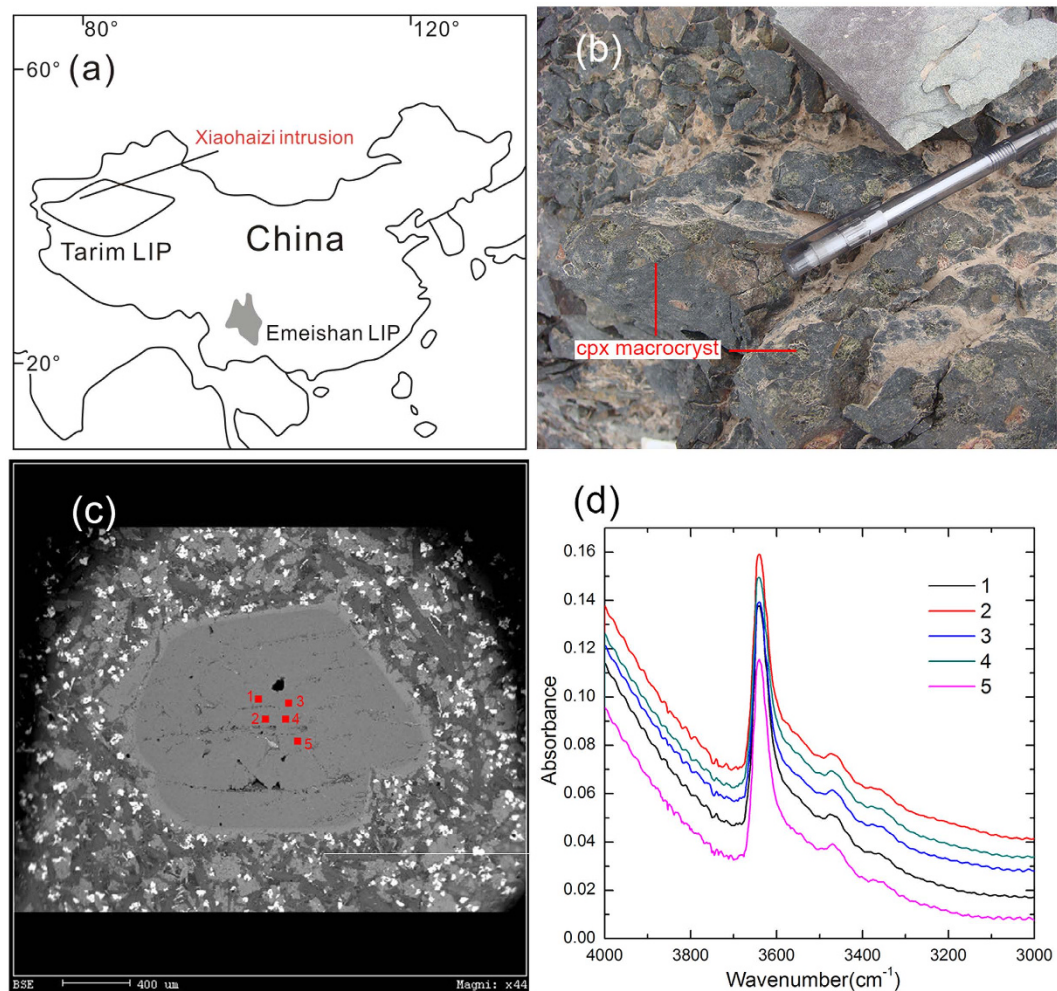 80°
120°
60°
(a)
Xiaohaizi intrusion
Tarim LIP
China
Emeishan LIP
20°
(b)
cpx macrocryst
(c)
1
3
2
4
5
BSE
400 um
Magni: x44
(d)
0.16
0.14
0.12
0.10
0.08
0.06
0.04
0.02
0.00
Absorbance
1
2
3
4
5
4000
3800
3600
3400
3200
3000
Wavenumber(cm⁻¹)